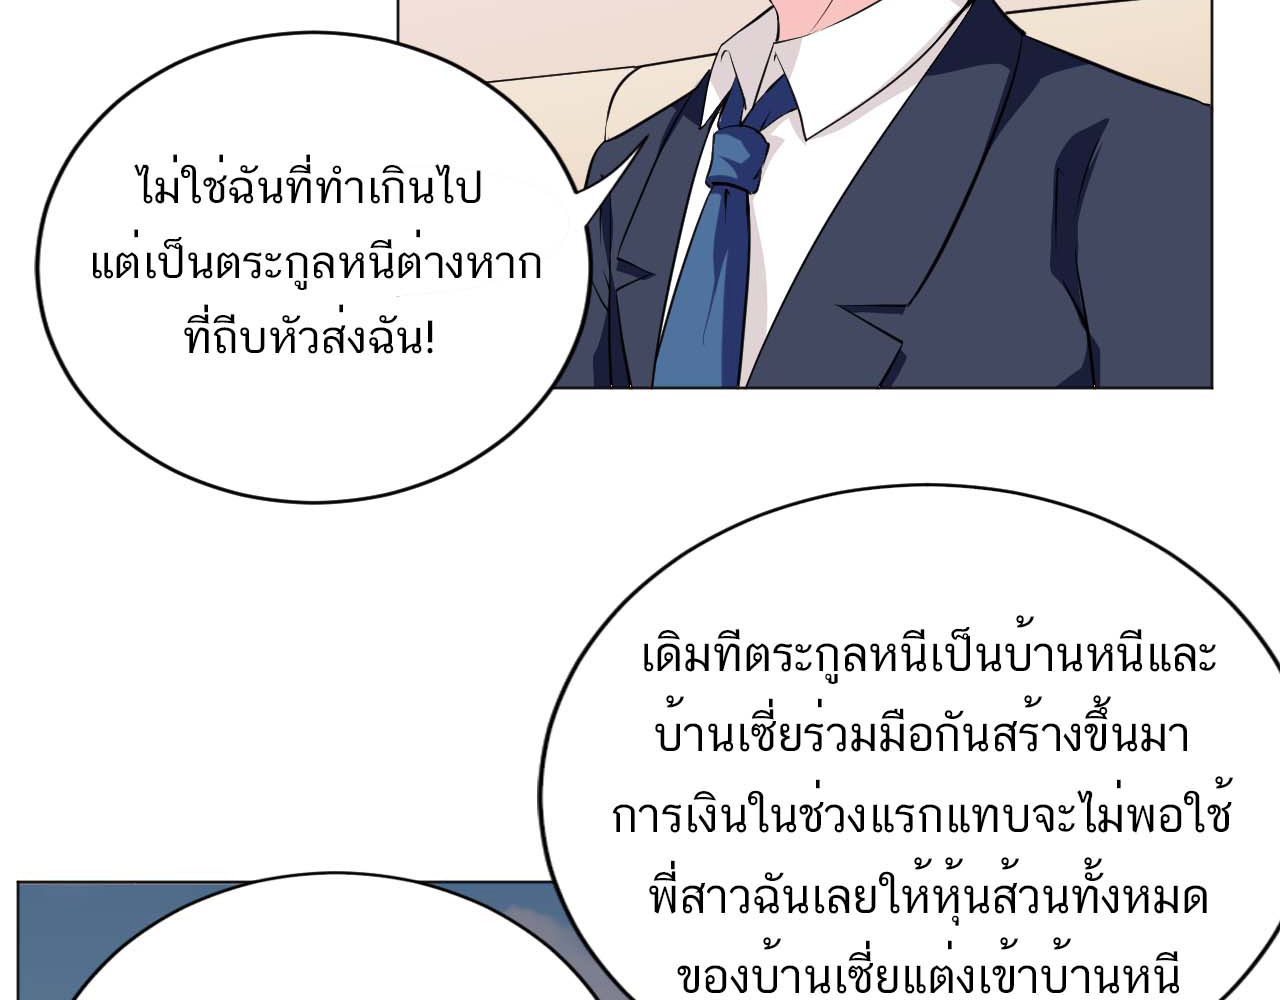 ไม่ใช่ฉันที่ทำเกินไป
แต่เป็นตระกูลหนีต่างหาก
ที่ถีบหัวส่งฉัน!
เดิมทีตระกูลหนีเป็นบ้านหนีและ
บ้านเซี่ยร่วมมือกันสร้างขึ้นมา
การเงินในช่วงแรกแทบจะไม่พอใช้
พี่สาวฉันเลยให้หุ้นส้วนทั้งหมด
ของบ้านเซี่ยแต่งเข้าบ้านหนี